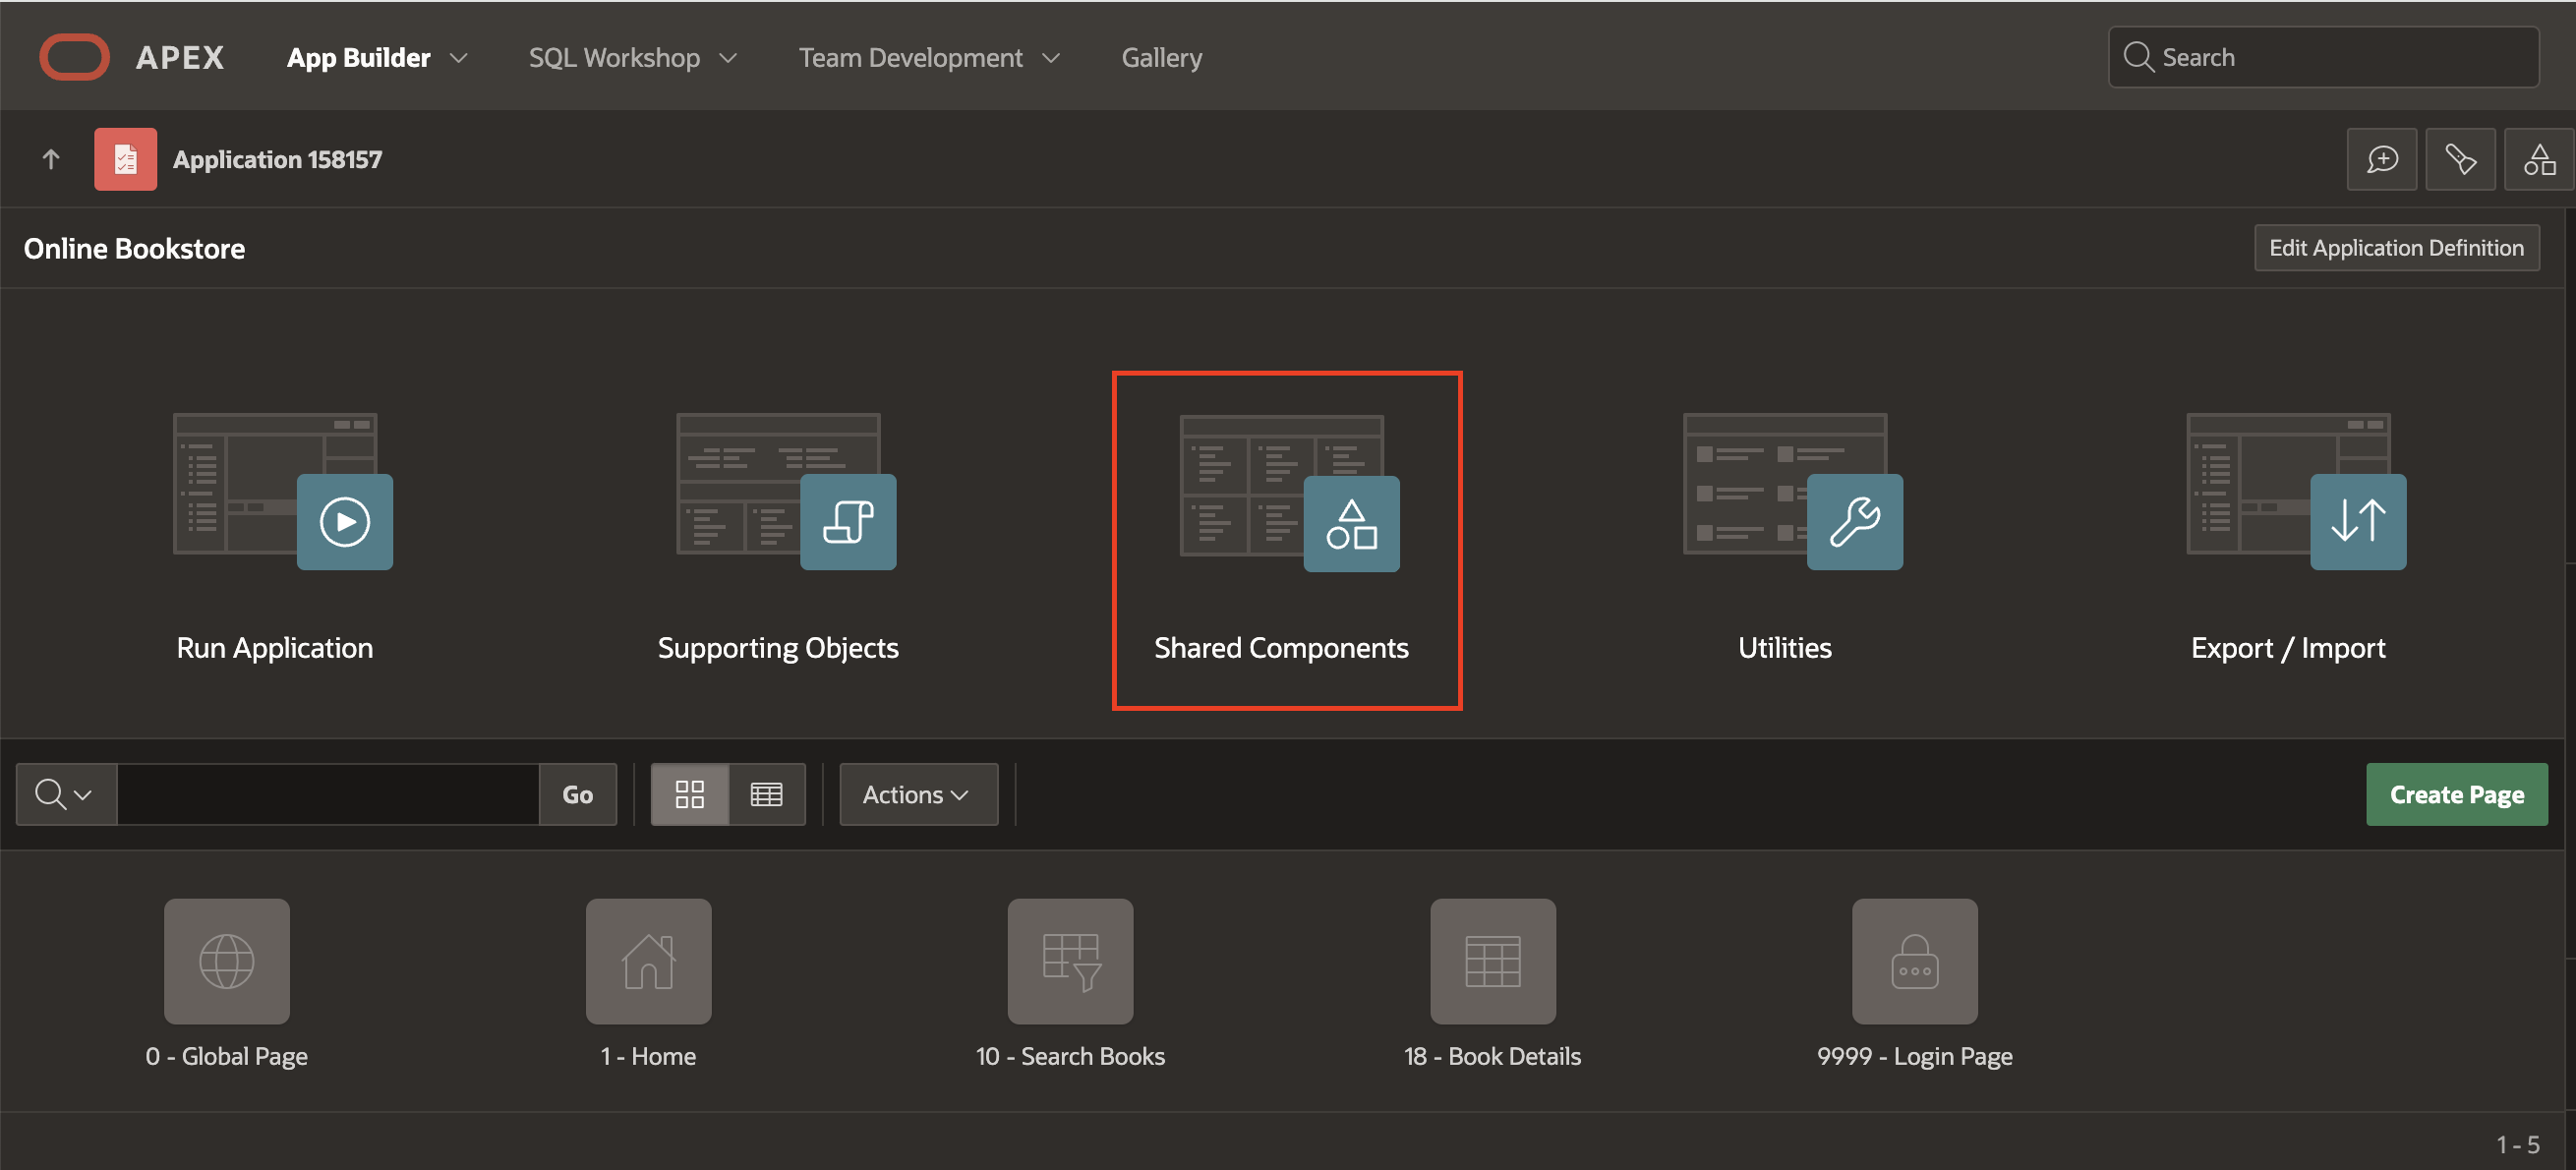 APEX App Builder SQL Workshop Team Development Gallery Search
Application 158157
Online Bookstore Edit Application Definition
Run Application Supporting Objects Shared Components Utilities Export / Import
Go Actions Create Page
0 - Global Page 1 - Home 10 - Search Books 18 - Book Details 9999 - Login Page
1 - 5